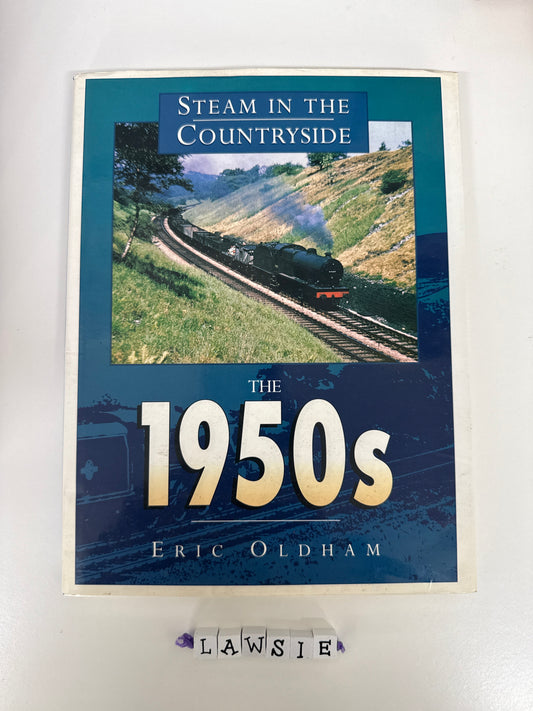 STEAM IN THE
COUNTRYSIDE
THE
1950s
ERIC OLDHAM
LAWSIE